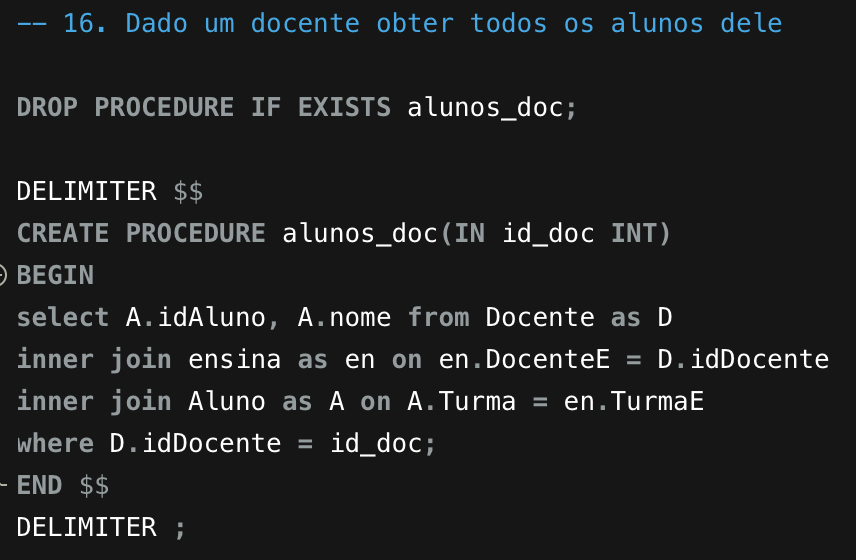 -- 16. Dado um docente obter todos os alunos dele
DROP PROCEDURE IF EXISTS alunos_doc;
DELIMITER $$
CREATE PROCEDURE alunos_doc(IN id_doc INT)
BEGIN
select A.idAluno, A.nome from Docente as D
inner join ensina as en on en.DocenteE = D.idDocente
inner join Aluno as A on A.Turma = en.TurmaE
where D.idDocente = id_doc;
END $$
DELIMITER ;